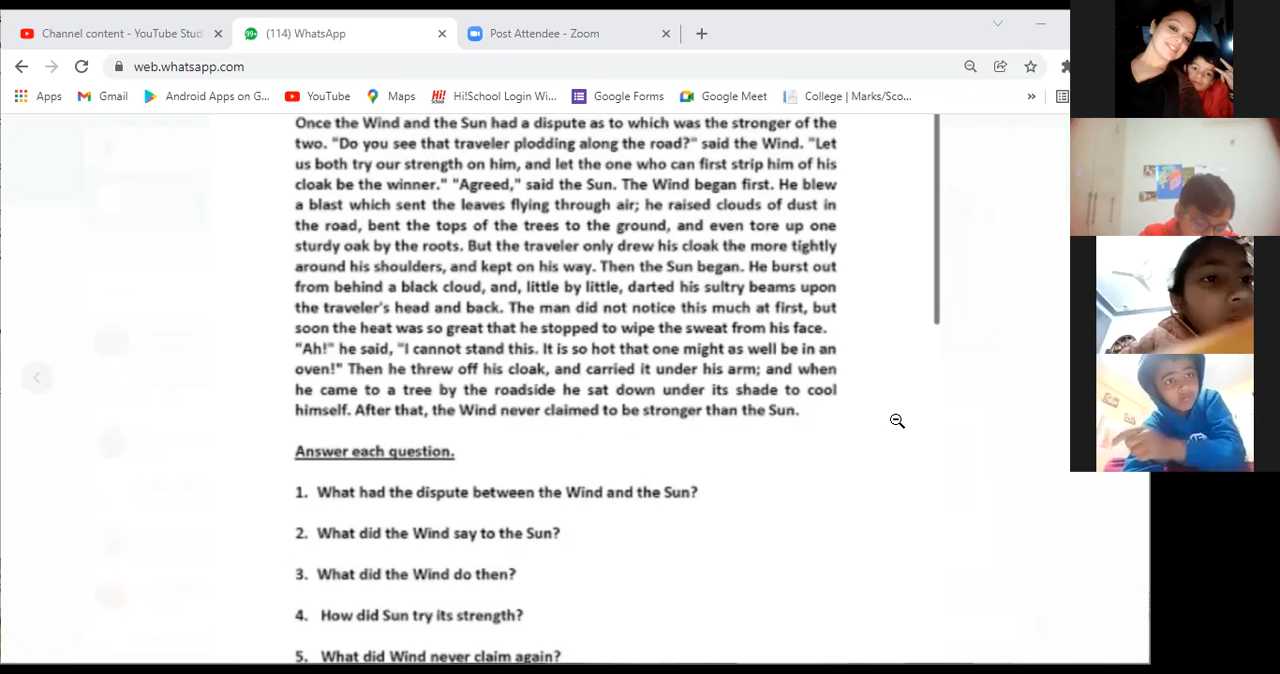 Channel content - YouTube Stud
99+
(114) WhatsApp
Post Attendee - Zoom
web.whatsapp.com
Apps
Gmail
Android Apps on G...
YouTube
Maps
Hi! Hi!School Login Wi...
Google Forms
Google Meet
College | Marks/Sco...
»
Once the Wind and the Sun had a dispute as to which was the stronger of the
two. "Do you see that traveler plodding along the road?" said the Wind. "Let
us both try our strength on him, and let the one who can first strip him of his
cloak be the winner." "Agreed," said the Sun. The Wind began first. He blew
a blast which sent the leaves flying through air; he raised clouds of dust in
the road, bent the tops of the trees to the ground, and even tore up one
sturdy oak by the roots. But the traveler only drew his cloak the more tightly
around his shoulders, and kept on his way. Then the Sun began. He burst out
from behind a black cloud, and, little by little, darted his sultry beams upon
the traveler's head and back. The man did not notice this much at first, but
soon the heat was so great that he stopped to wipe the sweat from his face.
"Ah!" he said, "I cannot stand this. It is so hot that one might as well be in an
oven!" Then he threw off his cloak, and carried it under his arm; and when
he came to a tree by the roadside he sat down under its shade to cool
himself. After that, the Wind never claimed to be stronger than the Sun.
Answer each question.
1. What had the dispute between the Wind and the Sun?
2. What did the Wind say to the Sun?
3. What did the Wind do then?
4. How did Sun try its strength?
5. What did Wind never claim again?